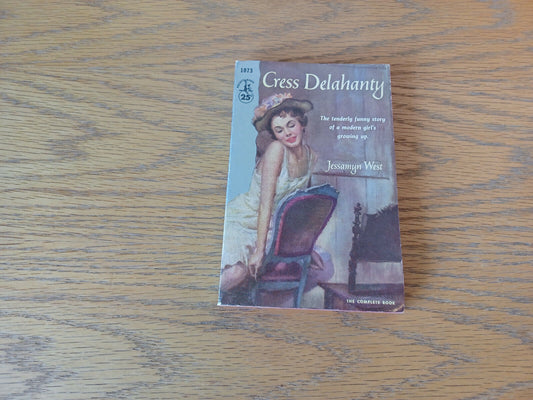 1073
25¢
Cress Delahanty
The tenderly funny story
of a modern girl's
growing up.
Jessamyn West
THE COMPLETE BOOK